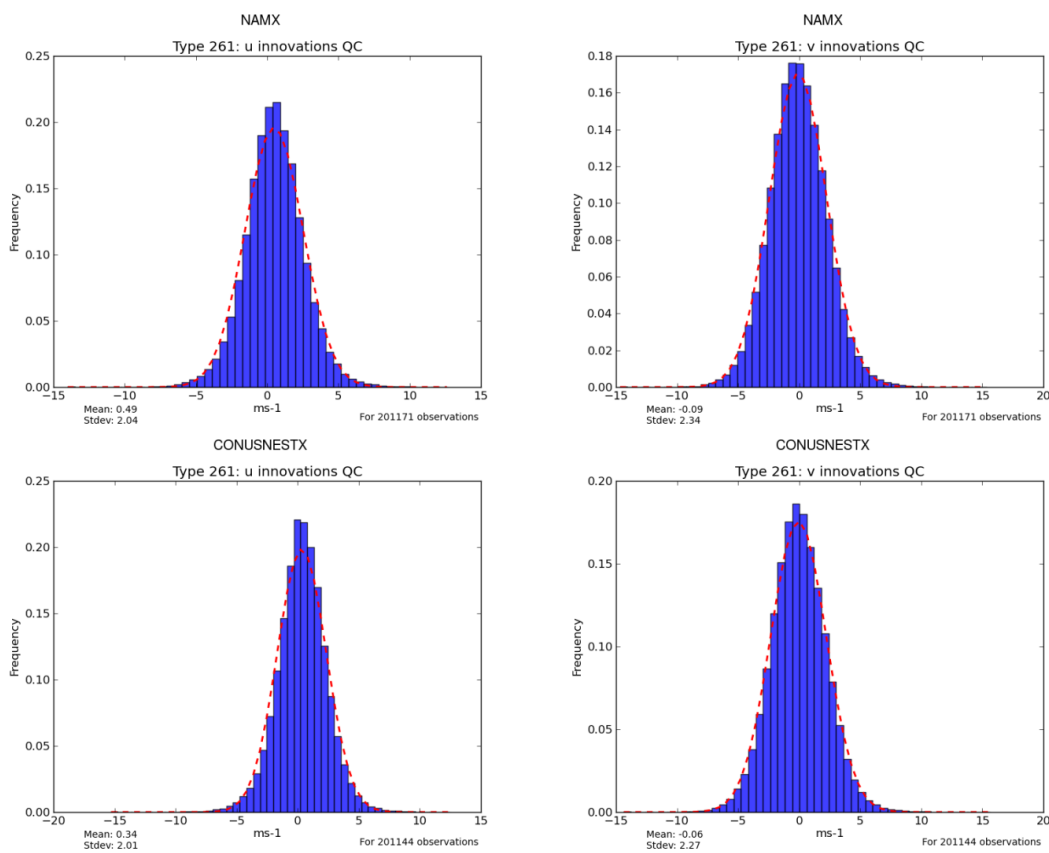 NAMX
Type 261: u innovations QC
0.25
0.20
0.15
0.10
0.05
0.00
Frequency
−15 −10 −5 0 5 10 15
ms-1
Mean: 0.49
Stdev: 2.04
For 201171 observations
NAMX
Type 261: v innovations QC
0.18
0.16
0.14
0.12
0.10
0.08
0.06
0.04
0.02
0.00
Frequency
−15 −10 −5 0 5 10 15 20
ms-1
Mean: -0.09
Stdev: 2.34
For 201171 observations
CONUSNESTX
Type 261: u innovations QC
0.25
0.20
0.15
0.10
0.05
0.00
Frequency
−20 −15 −10 −5 0 5 10 15
ms-1
Mean: 0.34
Stdev: 2.01
For 201144 observations
CONUSNESTX
Type 261: v innovations QC
0.20
0.15
0.10
0.05
0.00
Frequency
−15 −10 −5 0 5 10 15 20
ms-1
Mean: -0.06
Stdev: 2.27
For 201144 observations